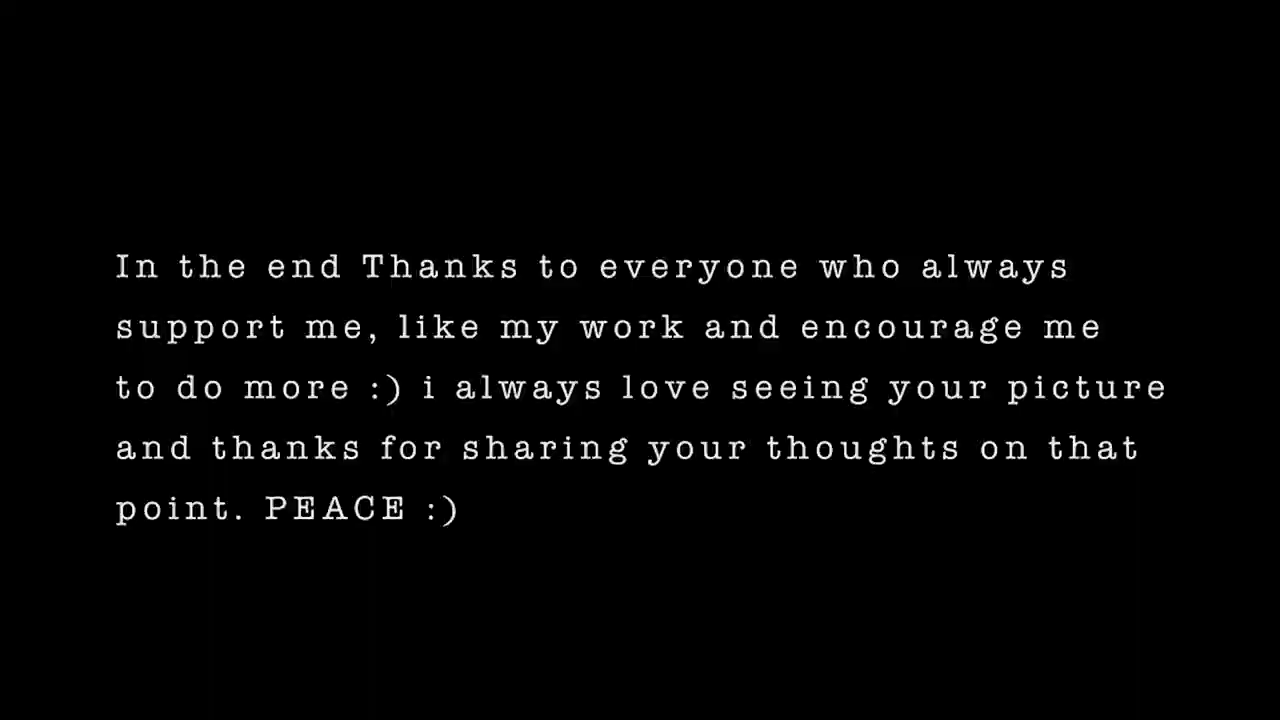 In the end Thanks to everyone who always
support me, like my work and encourage me
to do more :) i always love seeing your picture
and thanks for sharing your thoughts on that
point. PEACE :)